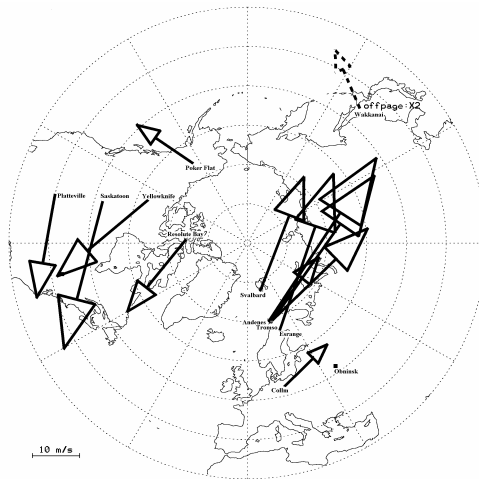 offpage:X2
Wakkanai
Poker Flat
Platteville
Saskatoon
Yellowknife
Resolute Bay
Svalbard
Andenes
Tromso
Esrange
Obninsk
Collm
10 m/s